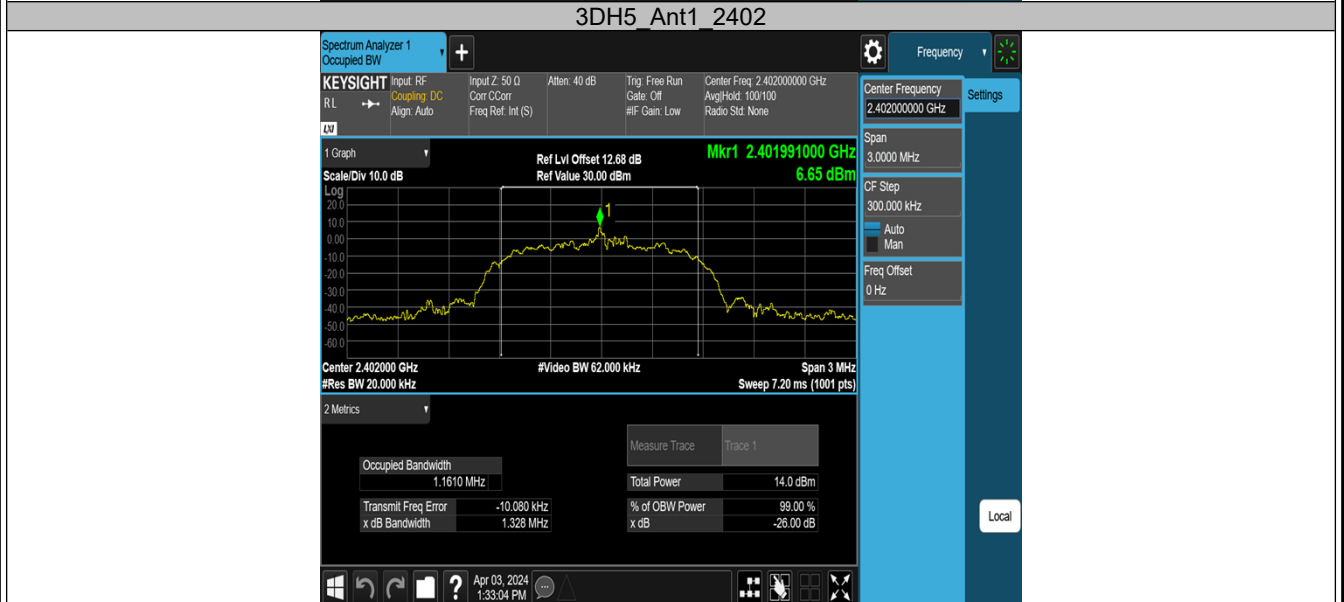 3DH5_Ant1_2402
Spectrum Analyzer 1
Occupied BW
+
Frequency
KEYSIGHT
RL
LXI
Input: RF
Coupling: DC
Align: Auto
Input Z: 50 Ω
Corr CCorr
Freq Ref: Int (S)
Atten: 40 dB
Trig: Free Run
Gate: Off
#IF Gain: Low
Center Freq: 2.402000000 GHz
Avg|Hold: 100/100
Radio Std: None
Center Frequency
2.402000000 GHz
Settings
Span
3.0000 MHz
CF Step
300.000 kHz
Auto
Man
Freq Offset
0 Hz
Local
1 Graph
Scale/Div 10.0 dB
Ref Lvl Offset 12.68 dB
Ref Value 30.00 dBm
Mkr1 2.401991000 GHz
6.65 dBm
Log
20.0
10.0
0.00
-10.0
-20.0
-30.0
-40.0
-50.0
-60.0
1
Center 2.402000 GHz
#Video BW 62.000 kHz
Span 3 MHz
#Res BW 20.000 kHz
Sweep 7.20 ms (1001 pts)
2 Metrics
Measure Trace
Trace 1
Occupied Bandwidth
1.1610 MHz
Total Power
14.0 dBm
Transmit Freq Error
-10.080 kHz
% of OBW Power
99.00 %
x dB Bandwidth
1.328 MHz
x dB
-26.00 dB
?
Apr 03, 2024
1:33:04 PM